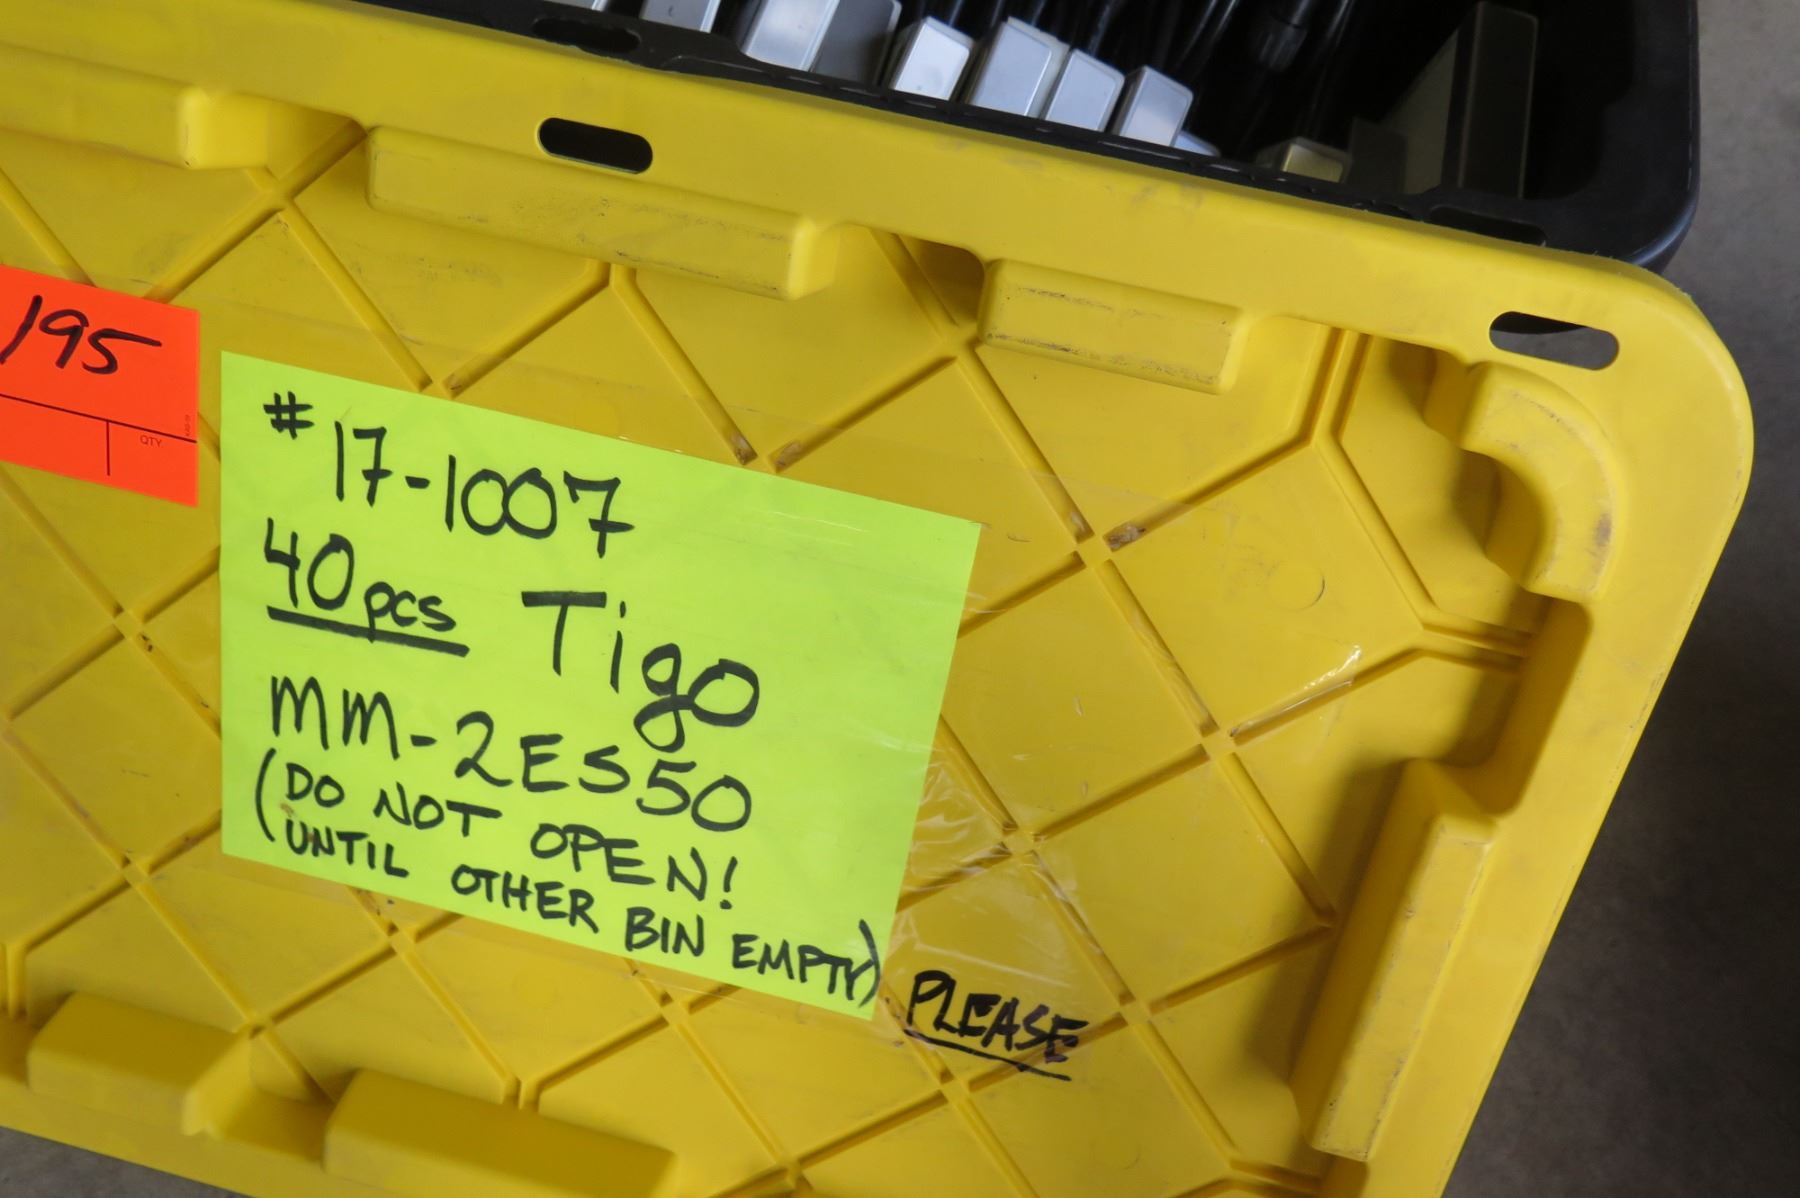 195
QTY.
#17-1007
40pcs Tigo
MM-2ES50
(DO NOT OPEN!
(UNTIL OTHER BIN EMPTY)
PLEASE